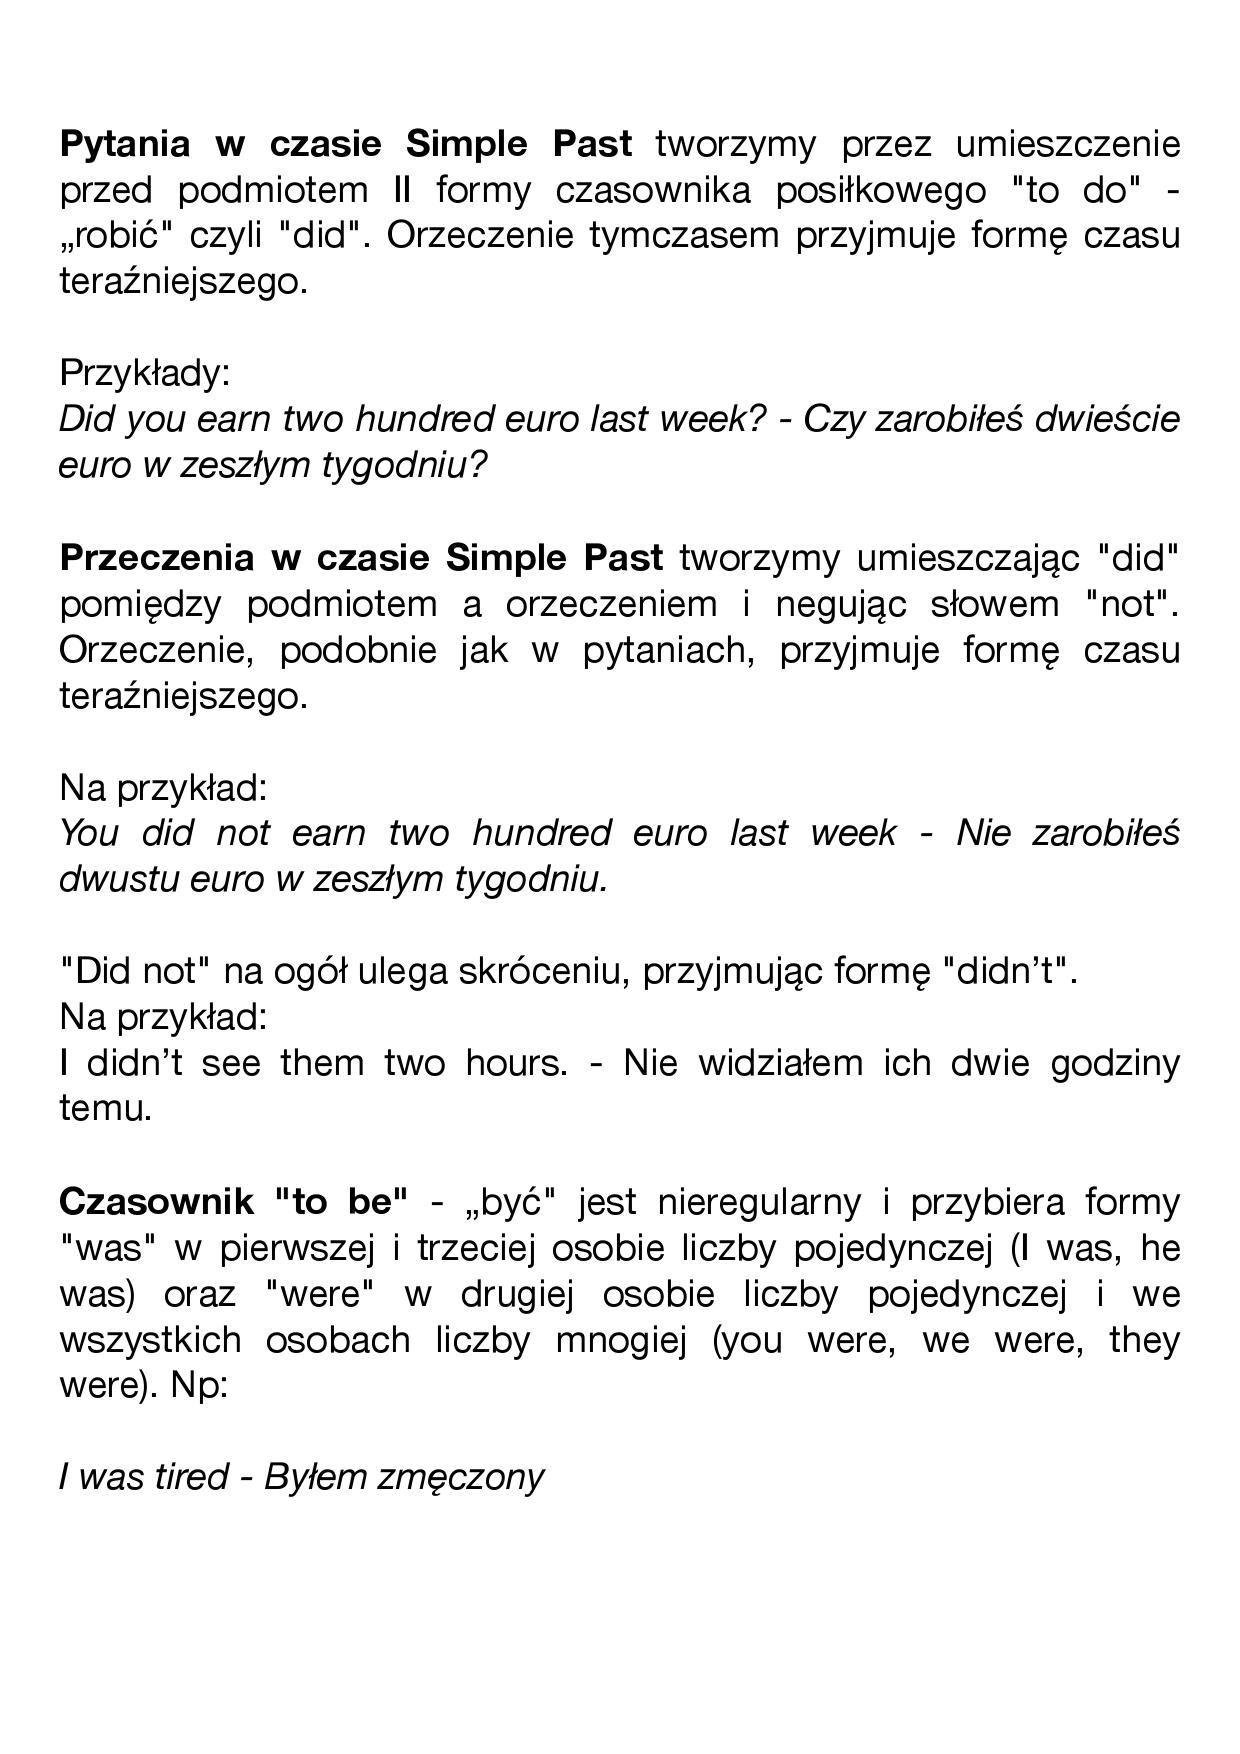 Pytania w czasie Simple Past tworzymy przez umieszczenie
przed podmiotem II formy czasownika posiłkowego "to do" -
„robić" czyli "did". Orzeczenie tymczasem przyjmuje formę czasu
teraźniejszego.
Przykłady:
Did you earn two hundred euro last week? - Czy zarobiłeś dwieście
euro w zeszłym tygodniu?
Przeczenia w czasie Simple Past tworzymy umieszczając "did"
pomiędzy podmiotem a orzeczeniem i negując słowem "not".
Orzeczenie, podobnie jak w pytaniach, przyjmuje formę czasu
teraźniejszego.
Na przykład:
You did not earn two hundred euro last week - Nie zarobiłeś
dwustu euro w zeszłym tygodniu.
"Did not" na ogół ulega skróceniu, przyjmując formę "didn’t".
Na przykład:
I didn’t see them two hours. - Nie widziałem ich dwie godziny
temu.
Czasownik "to be" - „być" jest nieregularny i przybiera formy
"was" w pierwszej i trzeciej osobie liczby pojedynczej (I was, he
was) oraz "were" w drugiej osobie liczby pojedynczej i we
wszystkich osobach liczby mnogiej (you were, we were, they
were). Np:
I was tired - Byłem zmęczony